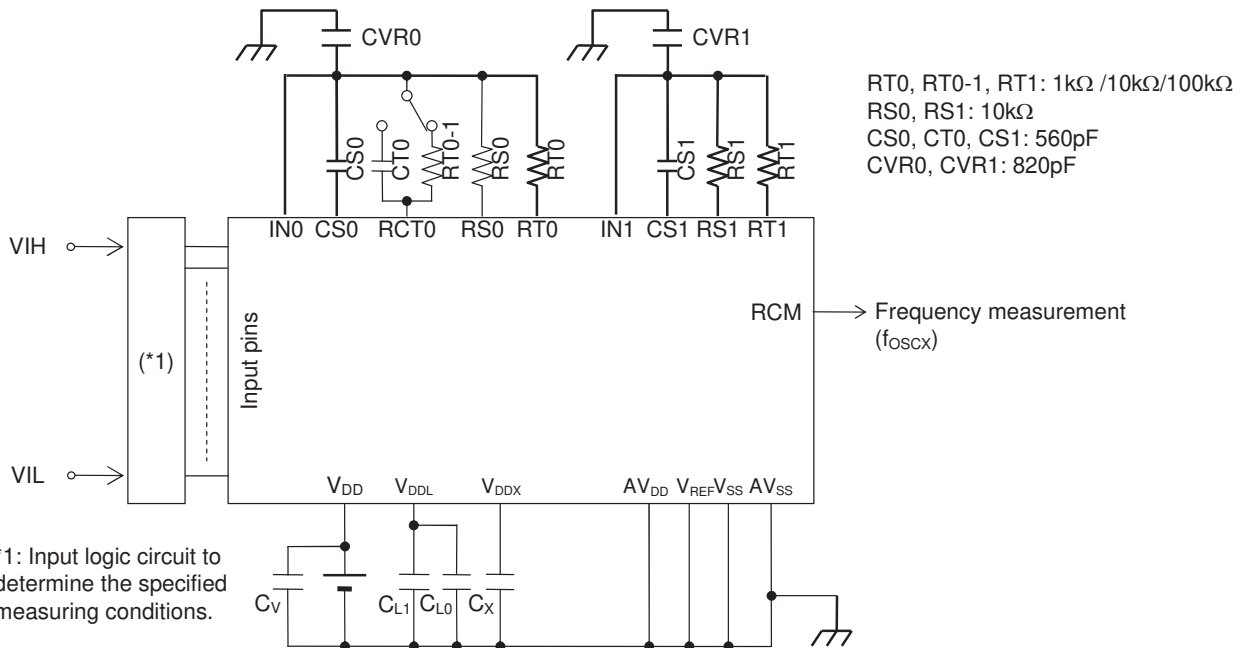 CVR0
CVR1
RT0, RT0-1, RT1: 1kΩ /10kΩ/100kΩ
RS0, RS1: 10kΩ
CS0, CT0, CS1: 560pF
CVR0, CVR1: 820pF
CS0
CT0
RT0-1
RS0
RT0
CS1
RS1
RT1
IN0 CS0 RCT0 RS0 RT0 IN1 CS1 RS1 RT1
VIH
VIL
(*1)
Input pins
RCM
Frequency measurement
(fOSCX)
VDD VDDL VDDX AVDD VREF VSS AVSS
*1: Input logic circuit to
determine the specified
measuring conditions.
CV CL1 CL0 CX